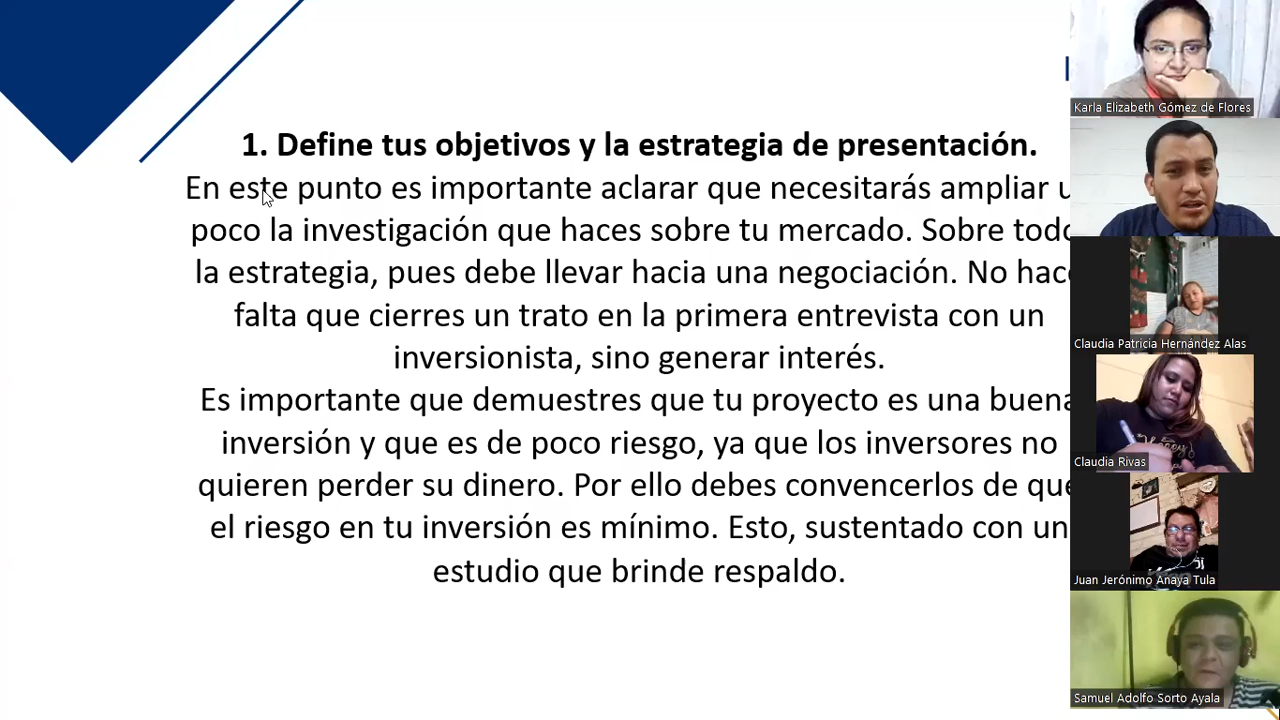 1. Define tus objetivos y la estrategia de presentación.
En este punto es importante aclarar que necesitarás ampliar
poco la investigación que haces sobre tu mercado. Sobre
la estrategia, pues debe llevar hacia una negociación. No
falta que cierres un trato en la primera entrevista con un
inversionista, sino generar interés.
Es importante que demuestres que tu proyecto es una buena
inversión y que es de poco riesgo, ya que los inversores no
quieren perder su dinero. Por ello debes convencerlos de que
el riesgo en tu inversión es mínimo. Esto, sustentado con un
estudio que brinde respaldo.
Karla Elizabeth Gómez de Flores
Claudia Patricia Hernández Alas
Claudia Rivas
Juan Jerónimo Anaya Tula
Samuel Adolfo Sorto Ayala